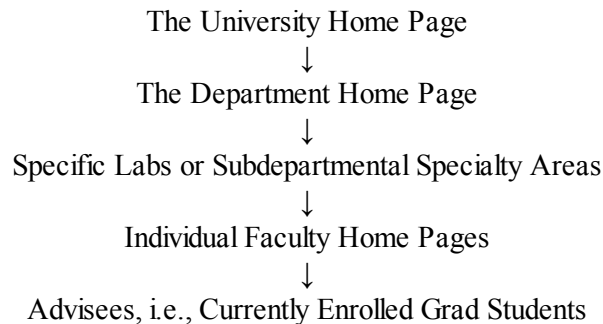 The University Home Page
↓
The Department Home Page
↓
Specific Labs or Subdepartmental Specialty Areas
↓
Individual Faculty Home Pages
↓
Advisees, i.e., Currently Enrolled Grad Students